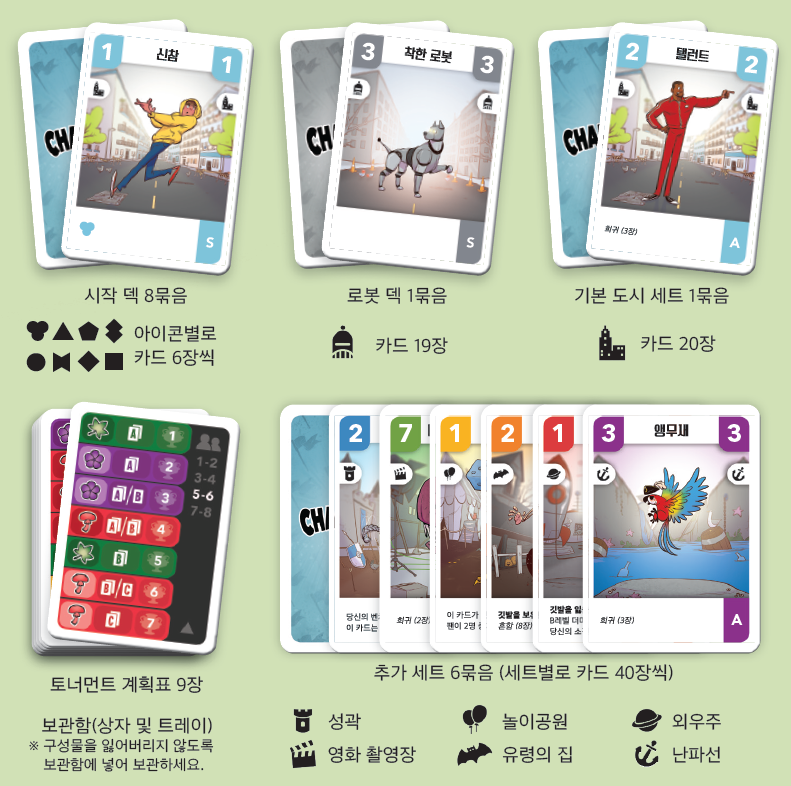 1 신참 1
CHA
S
시작 덱 8묶음
아이콘별로
카드 6장씩
3 착한 로봇 3
CH
S
로봇 덱 1묶음
카드 19장
2 탤런트 2
CHA
희귀 (3장)
A
기본 도시 세트 1묶음
카드 20장
A 1
A 2
A/B 3
A/B 4
B 5
B/C 6
C 7
1-2
3-4
5-6
7-8
토너먼트 계획표 9장
보관함(상자 및 트레이)
※ 구성물을 잃어버리지 않도록
보관함에 넣어 보관하세요.
CHA
2
당신의 벤
이 카드는
7
희귀 (2장)
1
이 카드가
팬이 2명
2
깃발을 보
흔함 (8장)
1
깃발을 잃
B레벨 더미
당신의 소
3 앵무새 3
희귀 (3장)
A
추가 세트 6묶음 (세트별로 카드 40장씩)
성곽
놀이공원
외우주
영화 촬영장
유령의 집
난파선